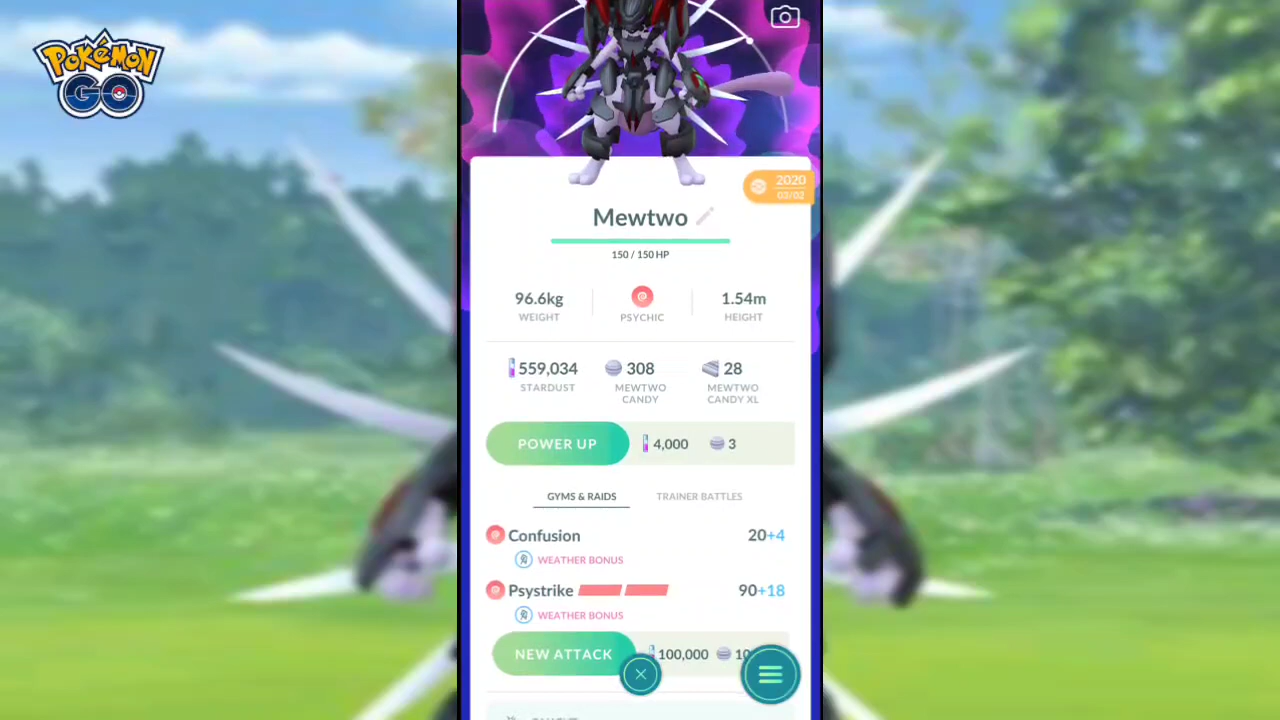 POKéMON
GO
2020
03/02
Mewtwo
150 / 150 HP
96.6kg
WEIGHT
PSYCHIC
1.54m
HEIGHT
559,034
STARDUST
308
MEWTWO
CANDY
28
MEWTWO
CANDY XL
POWER UP
4,000
3
GYMS & RAIDS
TRAINER BATTLES
Confusion
20+4
WEATHER BONUS
Psystrike
90+18
WEATHER BONUS
NEW ATTACK
100,000